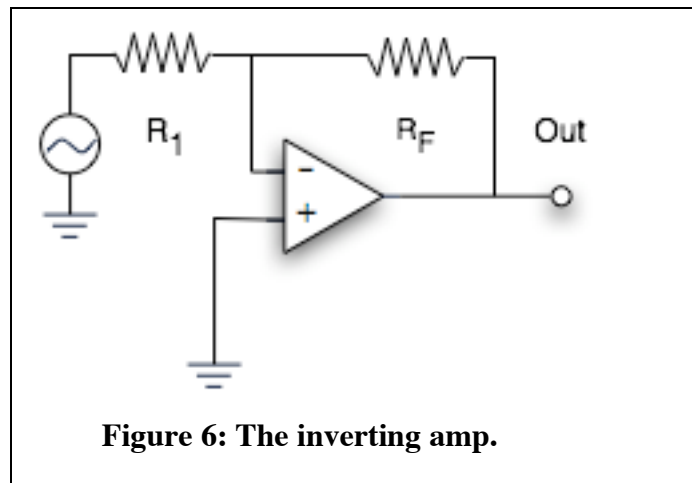 R1
RF
Out
-
+
Figure 6: The inverting amp.